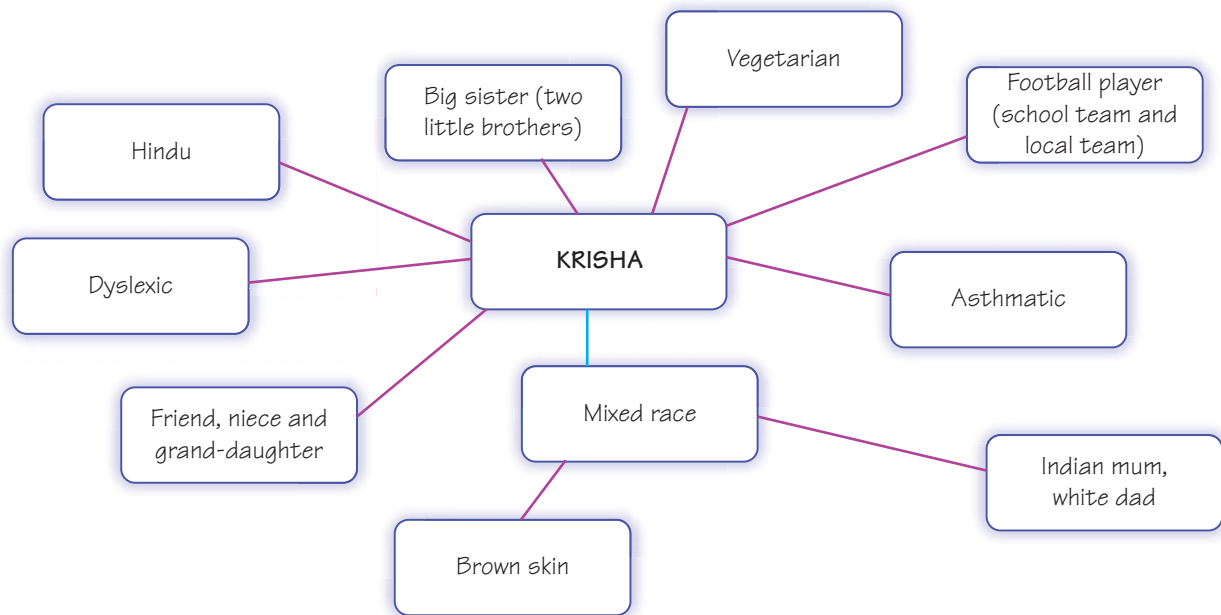 Vegetarian
Big sister (two
little brothers)
Football player
(school team and
local team)
Hindu
KRISHA
Dyslexic
Asthmatic
Friend, niece and
grand-daughter
Mixed race
Indian mum,
white dad
Brown skin